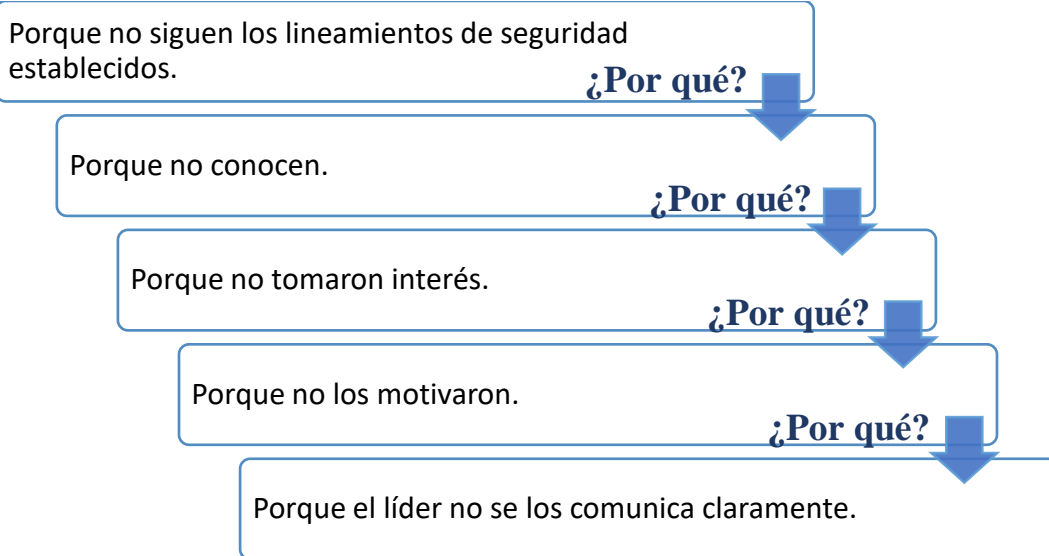 Porque no siguen los lineamientos de seguridad
establecidos.
¿Por qué?
Porque no conocen.
¿Por qué?
Porque no tomaron interés.
¿Por qué?
Porque no los motivaron.
¿Por qué?
Porque el líder no se los comunica claramente.